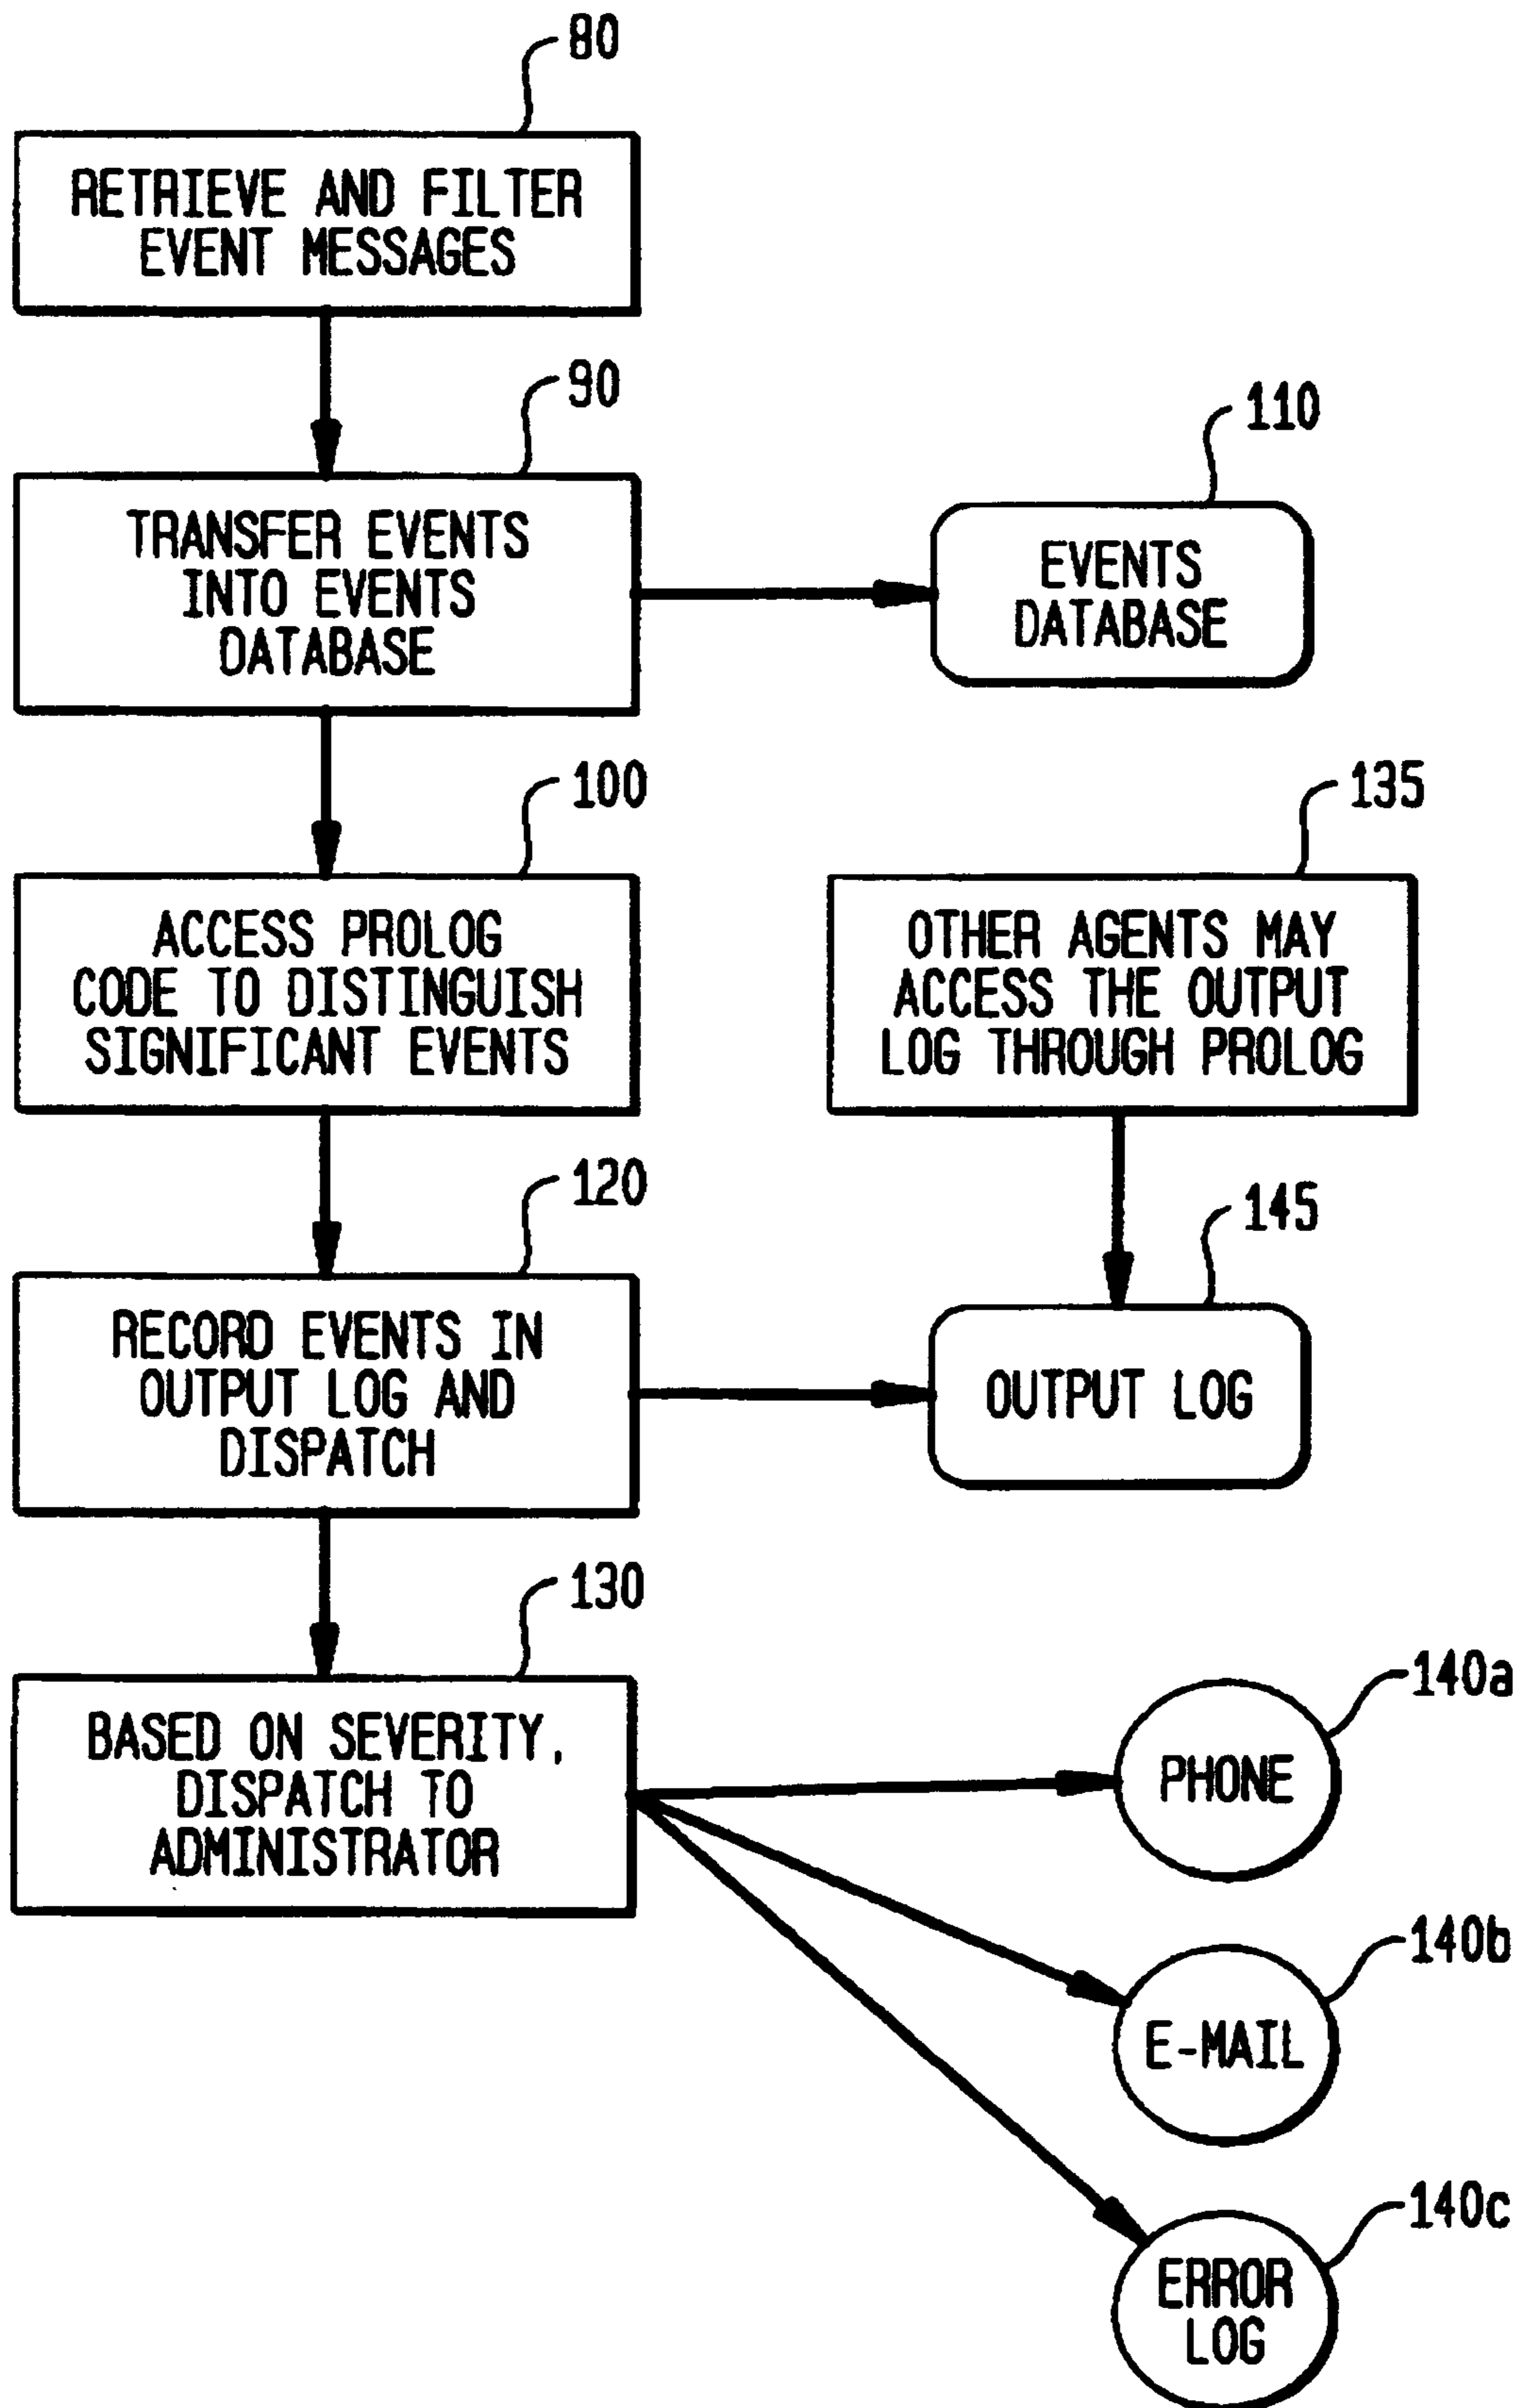 80
RETRIEVE AND FILTER
EVENT MESSAGES
90
TRANSFER EVENTS
INTO EVENTS
DATABASE
110
EVENTS
DATABASE
100
ACCESS PROLOG
CODE TO DISTINGUISH
SIGNIFICANT EVENTS
135
OTHER AGENTS MAY
ACCESS THE OUTPUT
LOG THROUGH PROLOG
120
RECORD EVENTS IN
OUTPUT LOG AND
DISPATCH
145
OUTPUT LOG
130
BASED ON SEVERITY,
DISPATCH TO
ADMINISTRATOR
140a
PHONE
140b
E-MAIL
140c
ERROR
LOG